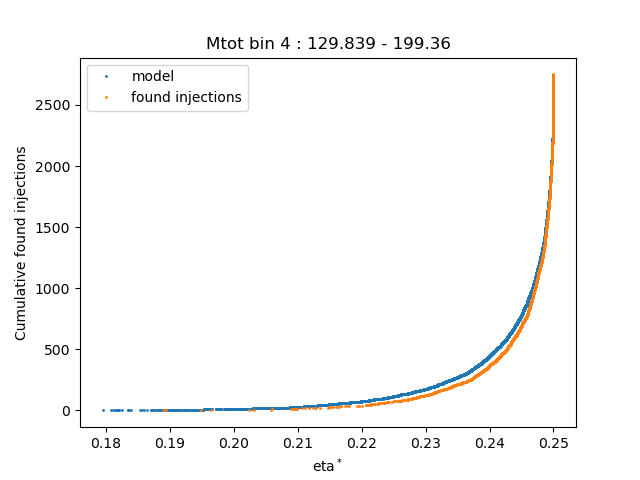 Mtot bin 4 : 129.839 - 199.36
model
found injections
Cumulative found injections
2500
2000
1500
1000
500
0
0.18 0.19 0.20 0.21 0.22 0.23 0.24 0.25
eta*